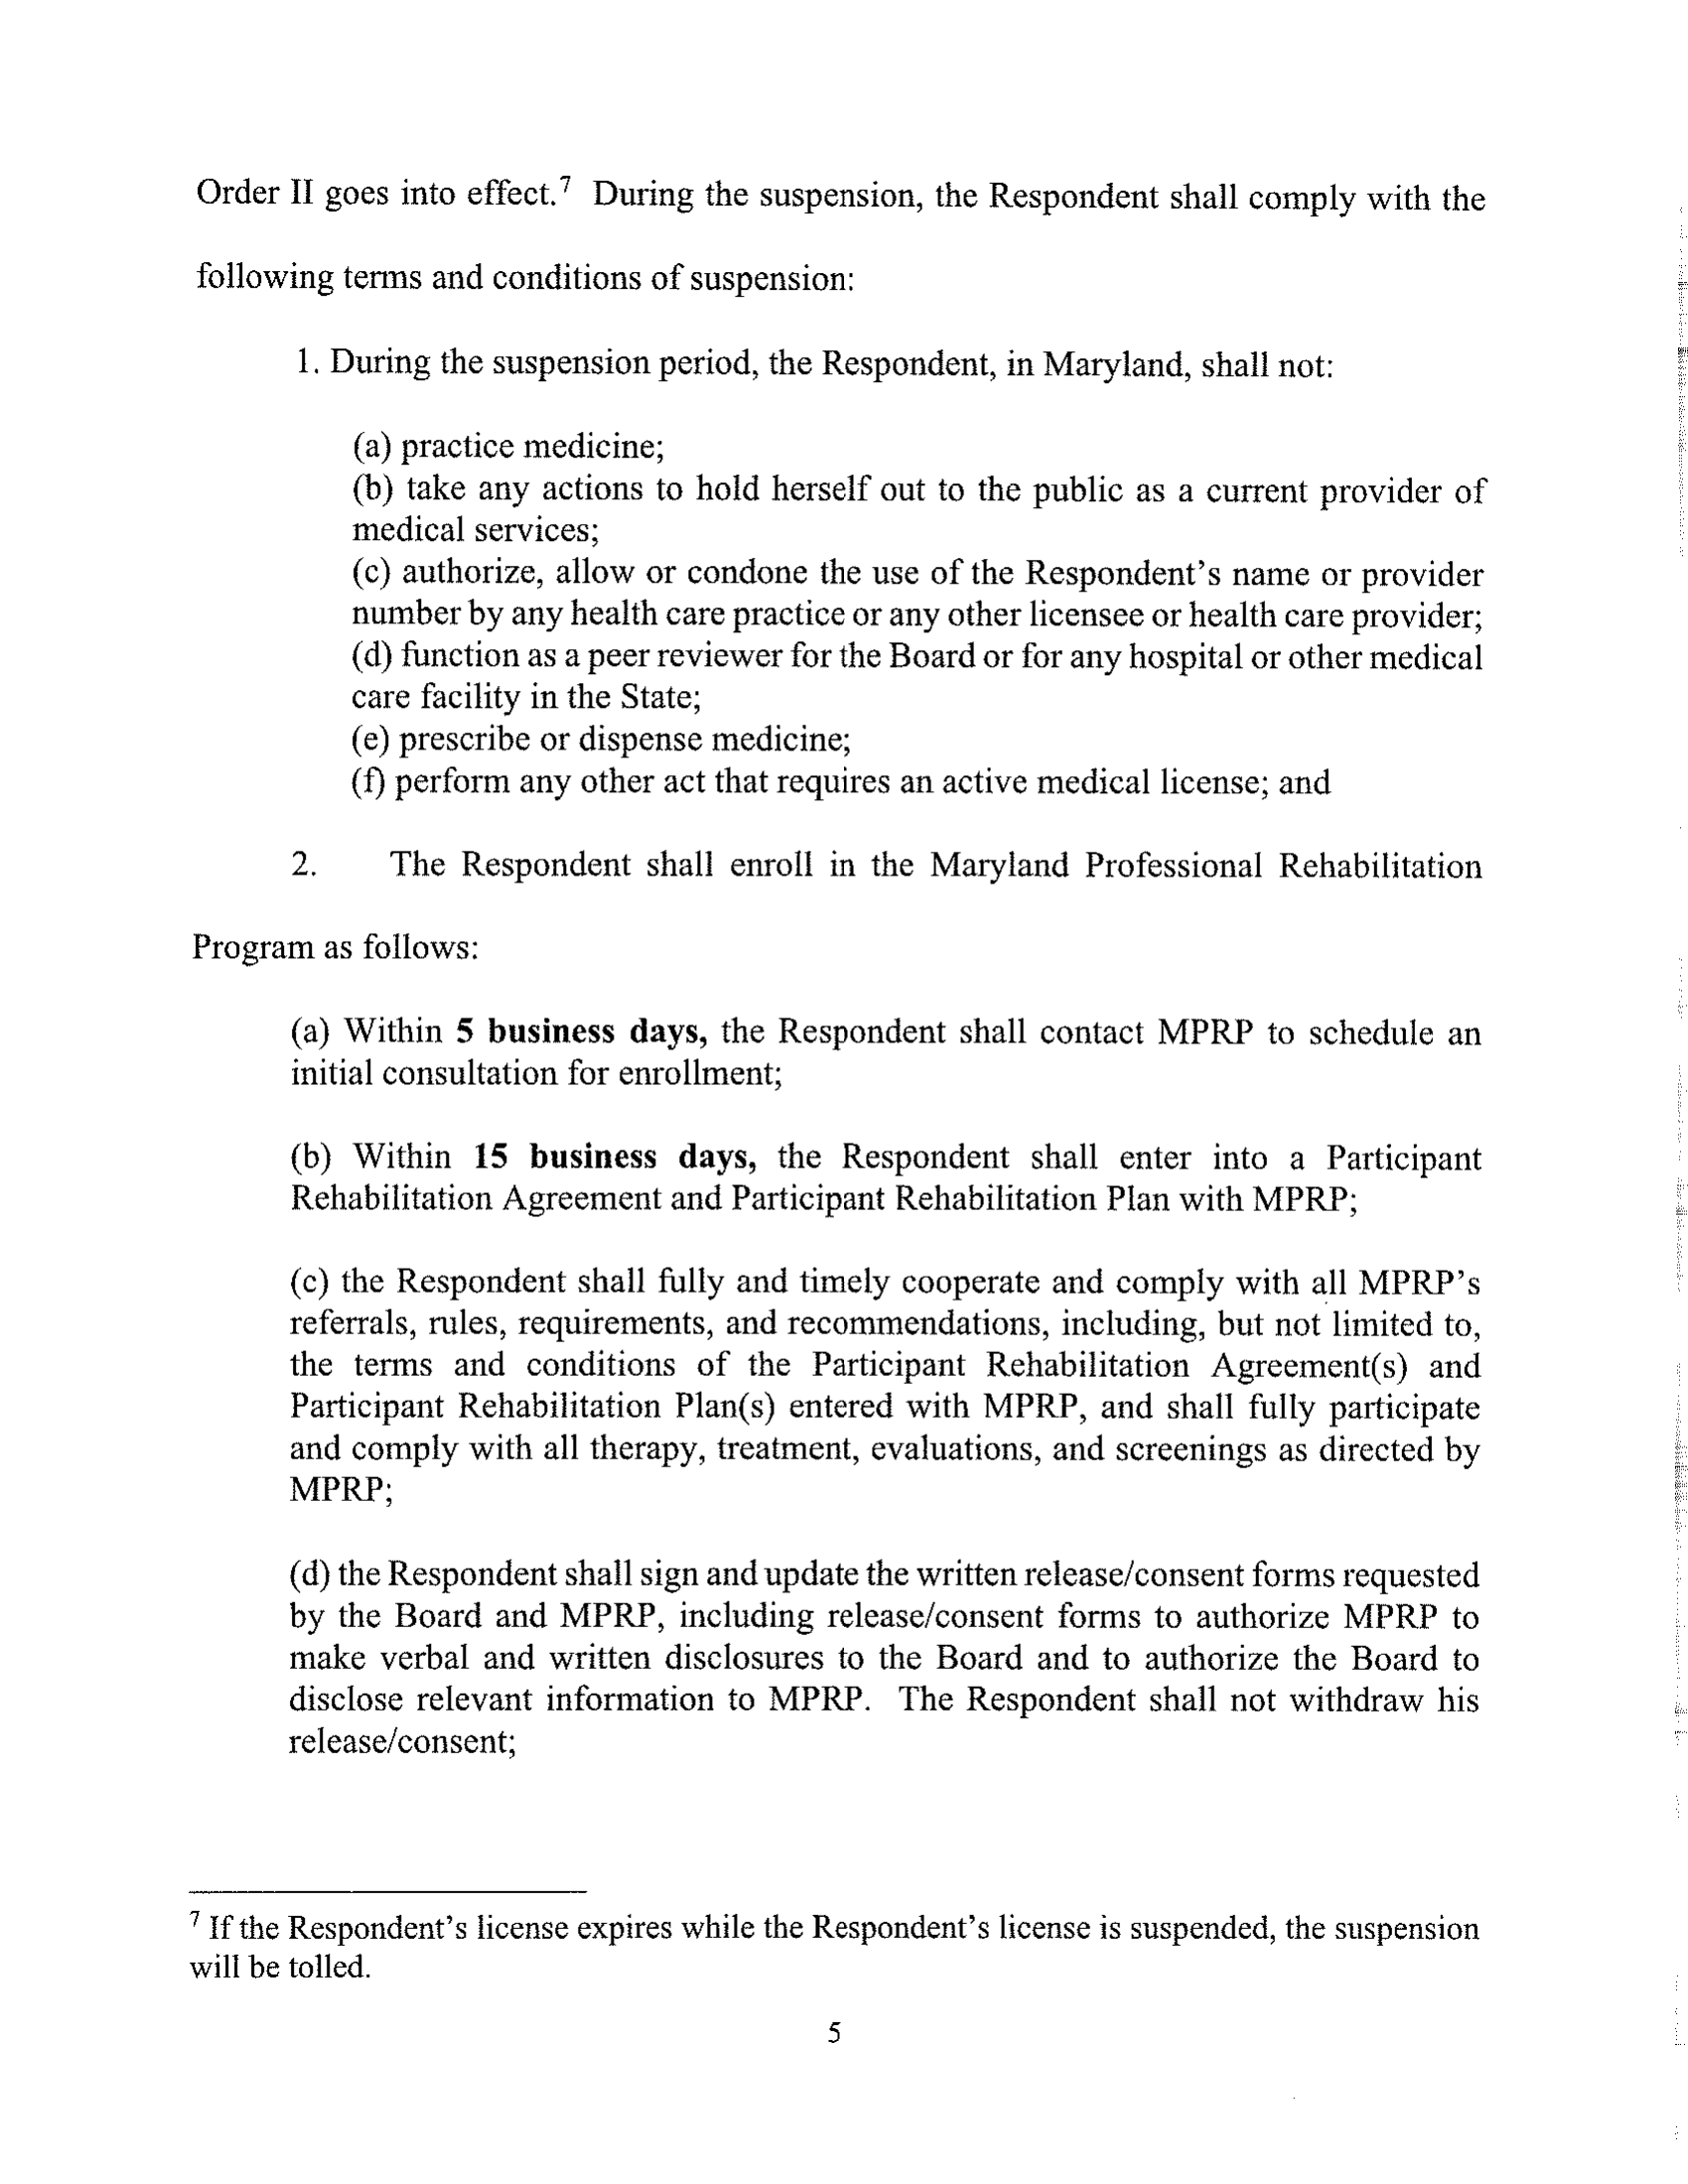 Order II goes into effect.⁷ During the suspension, the Respondent shall comply with the
following terms and conditions of suspension:
1. During the suspension period, the Respondent, in Maryland, shall not:
(a) practice medicine;
(b) take any actions to hold herself out to the public as a current provider of
medical services;
(c) authorize, allow or condone the use of the Respondent's name or provider
number by any health care practice or any other licensee or health care provider;
(d) function as a peer reviewer for the Board or for any hospital or other medical
care facility in the State;
(e) prescribe or dispense medicine;
(f) perform any other act that requires an active medical license; and
2. The Respondent shall enroll in the Maryland Professional Rehabilitation
Program as follows:
(a) Within 5 business days, the Respondent shall contact MPRP to schedule an
initial consultation for enrollment;
(b) Within 15 business days, the Respondent shall enter into a Participant
Rehabilitation Agreement and Participant Rehabilitation Plan with MPRP;
(c) the Respondent shall fully and timely cooperate and comply with all MPRP's
referrals, rules, requirements, and recommendations, including, but not limited to,
the terms and conditions of the Participant Rehabilitation Agreement(s) and
Participant Rehabilitation Plan(s) entered with MPRP, and shall fully participate
and comply with all therapy, treatment, evaluations, and screenings as directed by
MPRP;
(d) the Respondent shall sign and update the written release/consent forms requested
by the Board and MPRP, including release/consent forms to authorize MPRP to
make verbal and written disclosures to the Board and to authorize the Board to
disclose relevant information to MPRP. The Respondent shall not withdraw his
release/consent;
⁷ If the Respondent's license expires while the Respondent's license is suspended, the suspension
will be tolled.
5